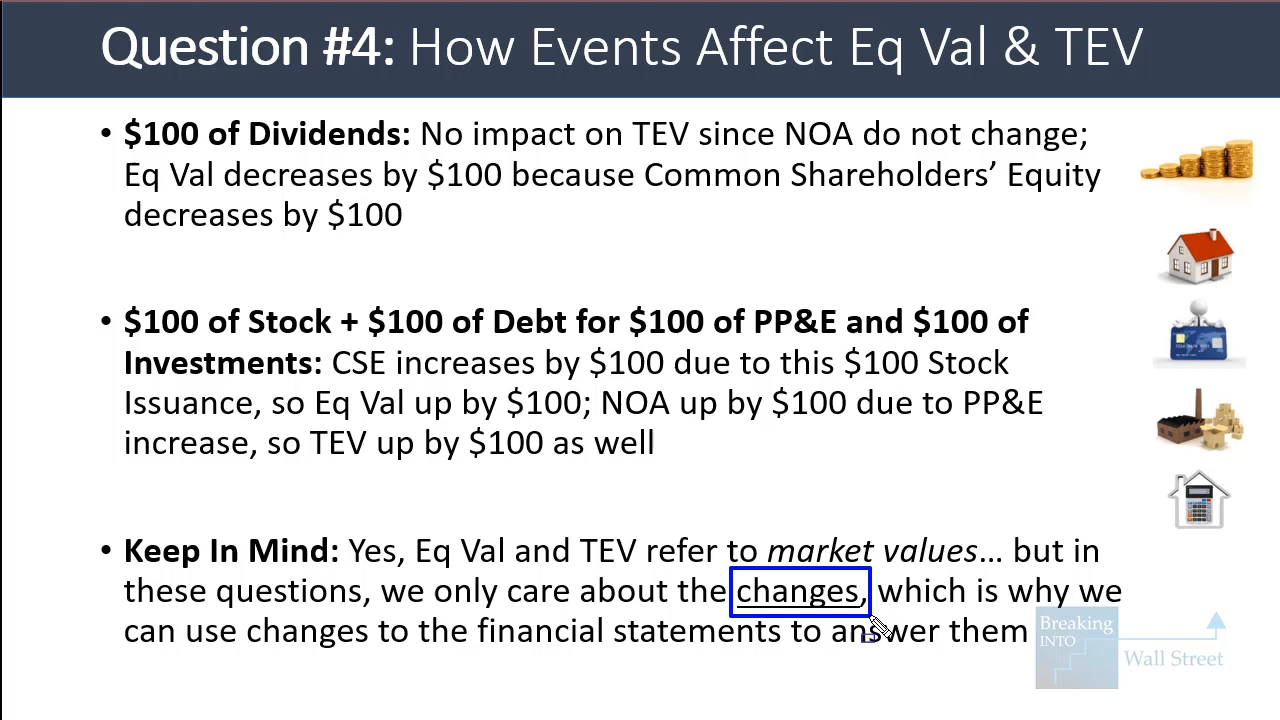 Question #4: How Events Affect Eq Val & TEV
• $100 of Dividends: No impact on TEV since NOA do not change;
Eq Val decreases by $100 because Common Shareholders’ Equity
decreases by $100
• $100 of Stock + $100 of Debt for $100 of PP&E and $100 of
Investments: CSE increases by $100 due to this $100 Stock
Issuance, so Eq Val up by $100; NOA up by $100 due to PP&E
increase, so TEV up by $100 as well
• Keep In Mind: Yes, Eq Val and TEV refer to market values… but in
these questions, we only care about the changes, which is why we
can use changes to the financial statements to answer them
Breaking
INTO
Wall Street